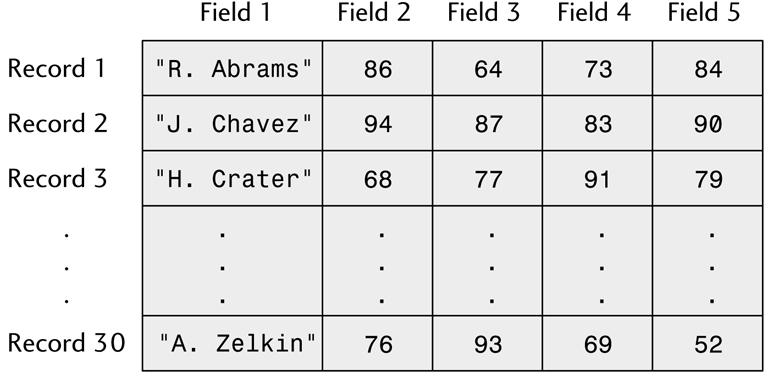 Field 1 Field 2 Field 3 Field 4 Field 5
Record 1 "R. Abrams" 86 64 73 84
Record 2 "J. Chavez" 94 87 83 90
Record 3 "H. Crater" 68 77 91 79
. . . . . .
. . . . . .
. . . . . .
Record 30 "A. Zelkin" 76 93 69 52